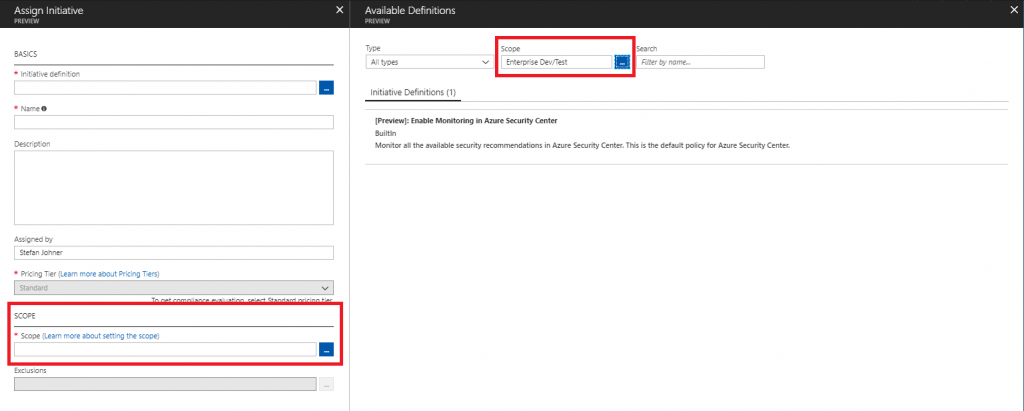 Assign Initiative
PREVIEW
BASICS
* Initiative definition
...
* Name
Description
Assigned by
Stefan Johner
* Pricing Tier (Learn more about Pricing Tiers)
Standard
To get compliance evaluation, select Standard pricing tier
SCOPE
* Scope (Learn more about setting the scope)
...
Exclusions
...
Available Definitions
PREVIEW
Type
All types
Scope
Enterprise Dev/Test
...
Search
Filter by name...
Initiative Definitions (1)
[Preview]: Enable Monitoring in Azure Security Center
BuiltIn
Monitor all the available security recommendations in Azure Security Center. This is the default policy for Azure Security Center.